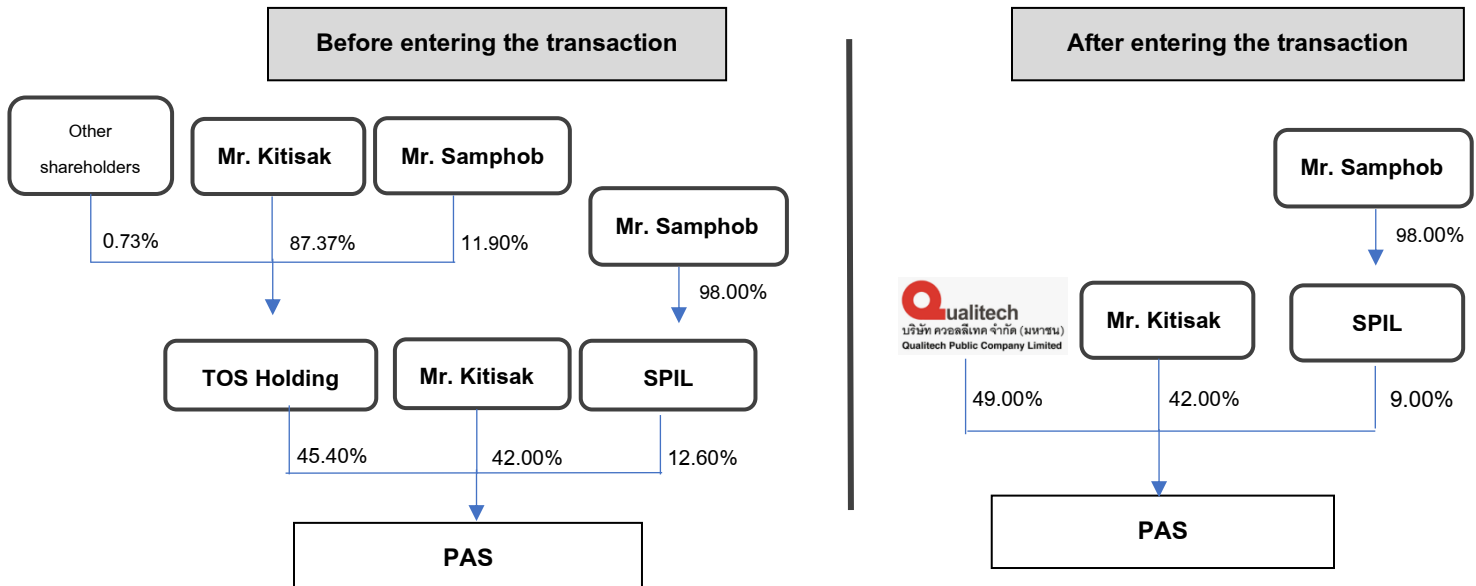 Before entering the transaction
Other
shareholders
Mr. Kitisak
Mr. Samphob
0.73%
87.37%
11.90%
Mr. Samphob
98.00%
TOS Holding
Mr. Kitisak
SPIL
45.40%
42.00%
12.60%
PAS
After entering the transaction
Mr. Samphob
98.00%
Qualitech
บริษัท ควอลลีเทค จำกัด (มหาชน)
Qualitech Public Company Limited
Mr. Kitisak
SPIL
49.00%
42.00%
9.00%
PAS